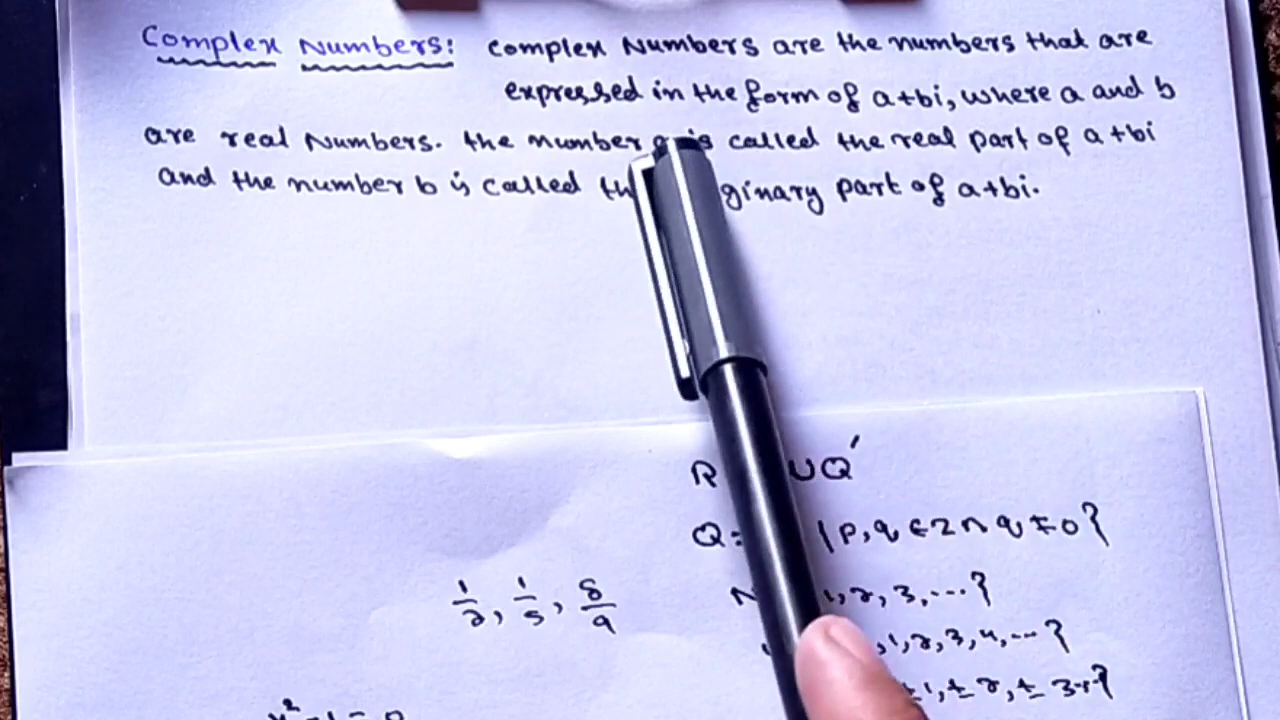 Complex Numbers: Complex Numbers are the numbers that are
expressed in the form of a+bi, where a and b
are real Numbers. the number is called the real part of a+bi
and the number b is called ginary part of a+bi.
R UQ′
Q= |p,q∈Z∧q≠0}
1/2, 1/5, 8/9
N 1,2,3,...}
,1,2,3,4,...}
±1,±2,±3...}